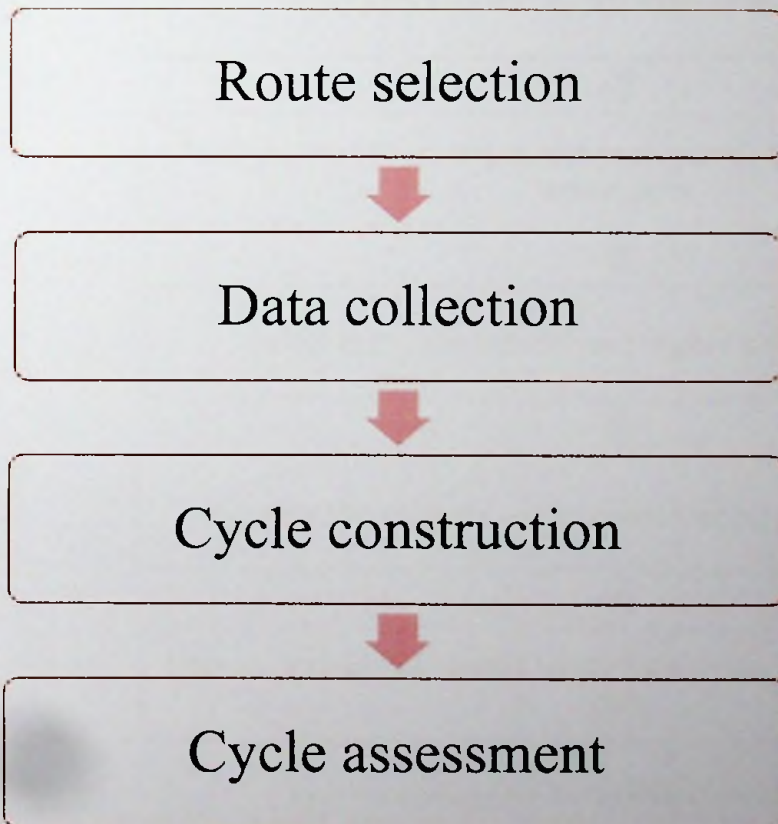 Route selection
Data collection
Cycle construction
Cycle assessment